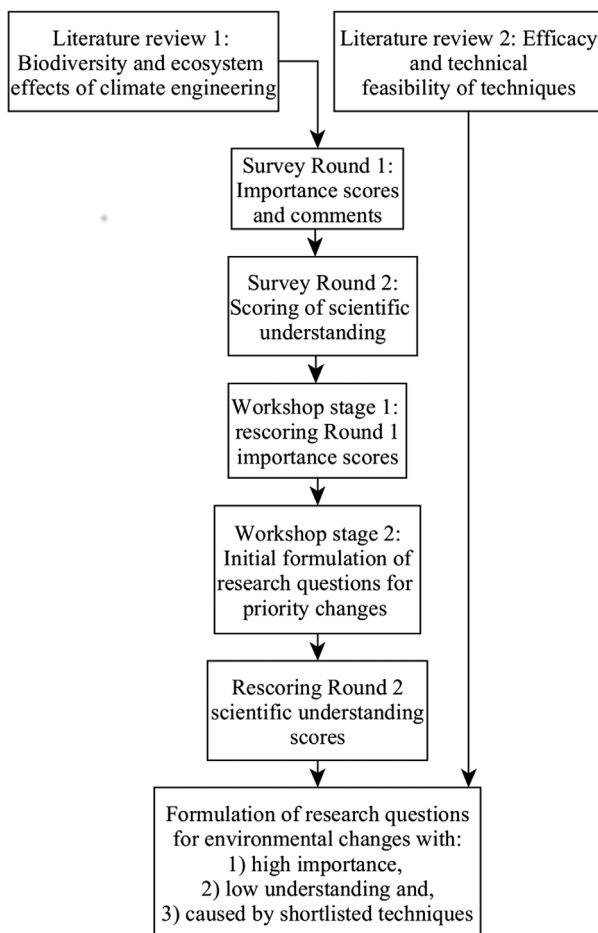 Literature review 1:
Biodiversity and ecosystem
effects of climate engineering
Literature review 2: Efficacy
and technical
feasibility of techniques
Survey Round 1:
Importance scores
and comments
Survey Round 2:
Scoring of scientific
understanding
Workshop stage 1:
rescoring Round 1
importance scores
Workshop stage 2:
Initial formulation of
research questions for
priority changes
Rescoring Round 2
scientific understanding
scores
Formulation of research questions
for environmental changes with:
1) high importance,
2) low understanding and,
3) caused by shortlisted techniques